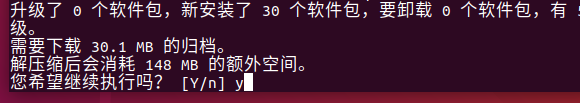 升级了 0 个软件包，新安装了 30 个软件包，要卸载 0 个软件包，有
级。
需要下载 30.1 MB 的归档。
解压缩后会消耗 148 MB 的额外空间。
您希望继续执行吗？ [Y/n] y